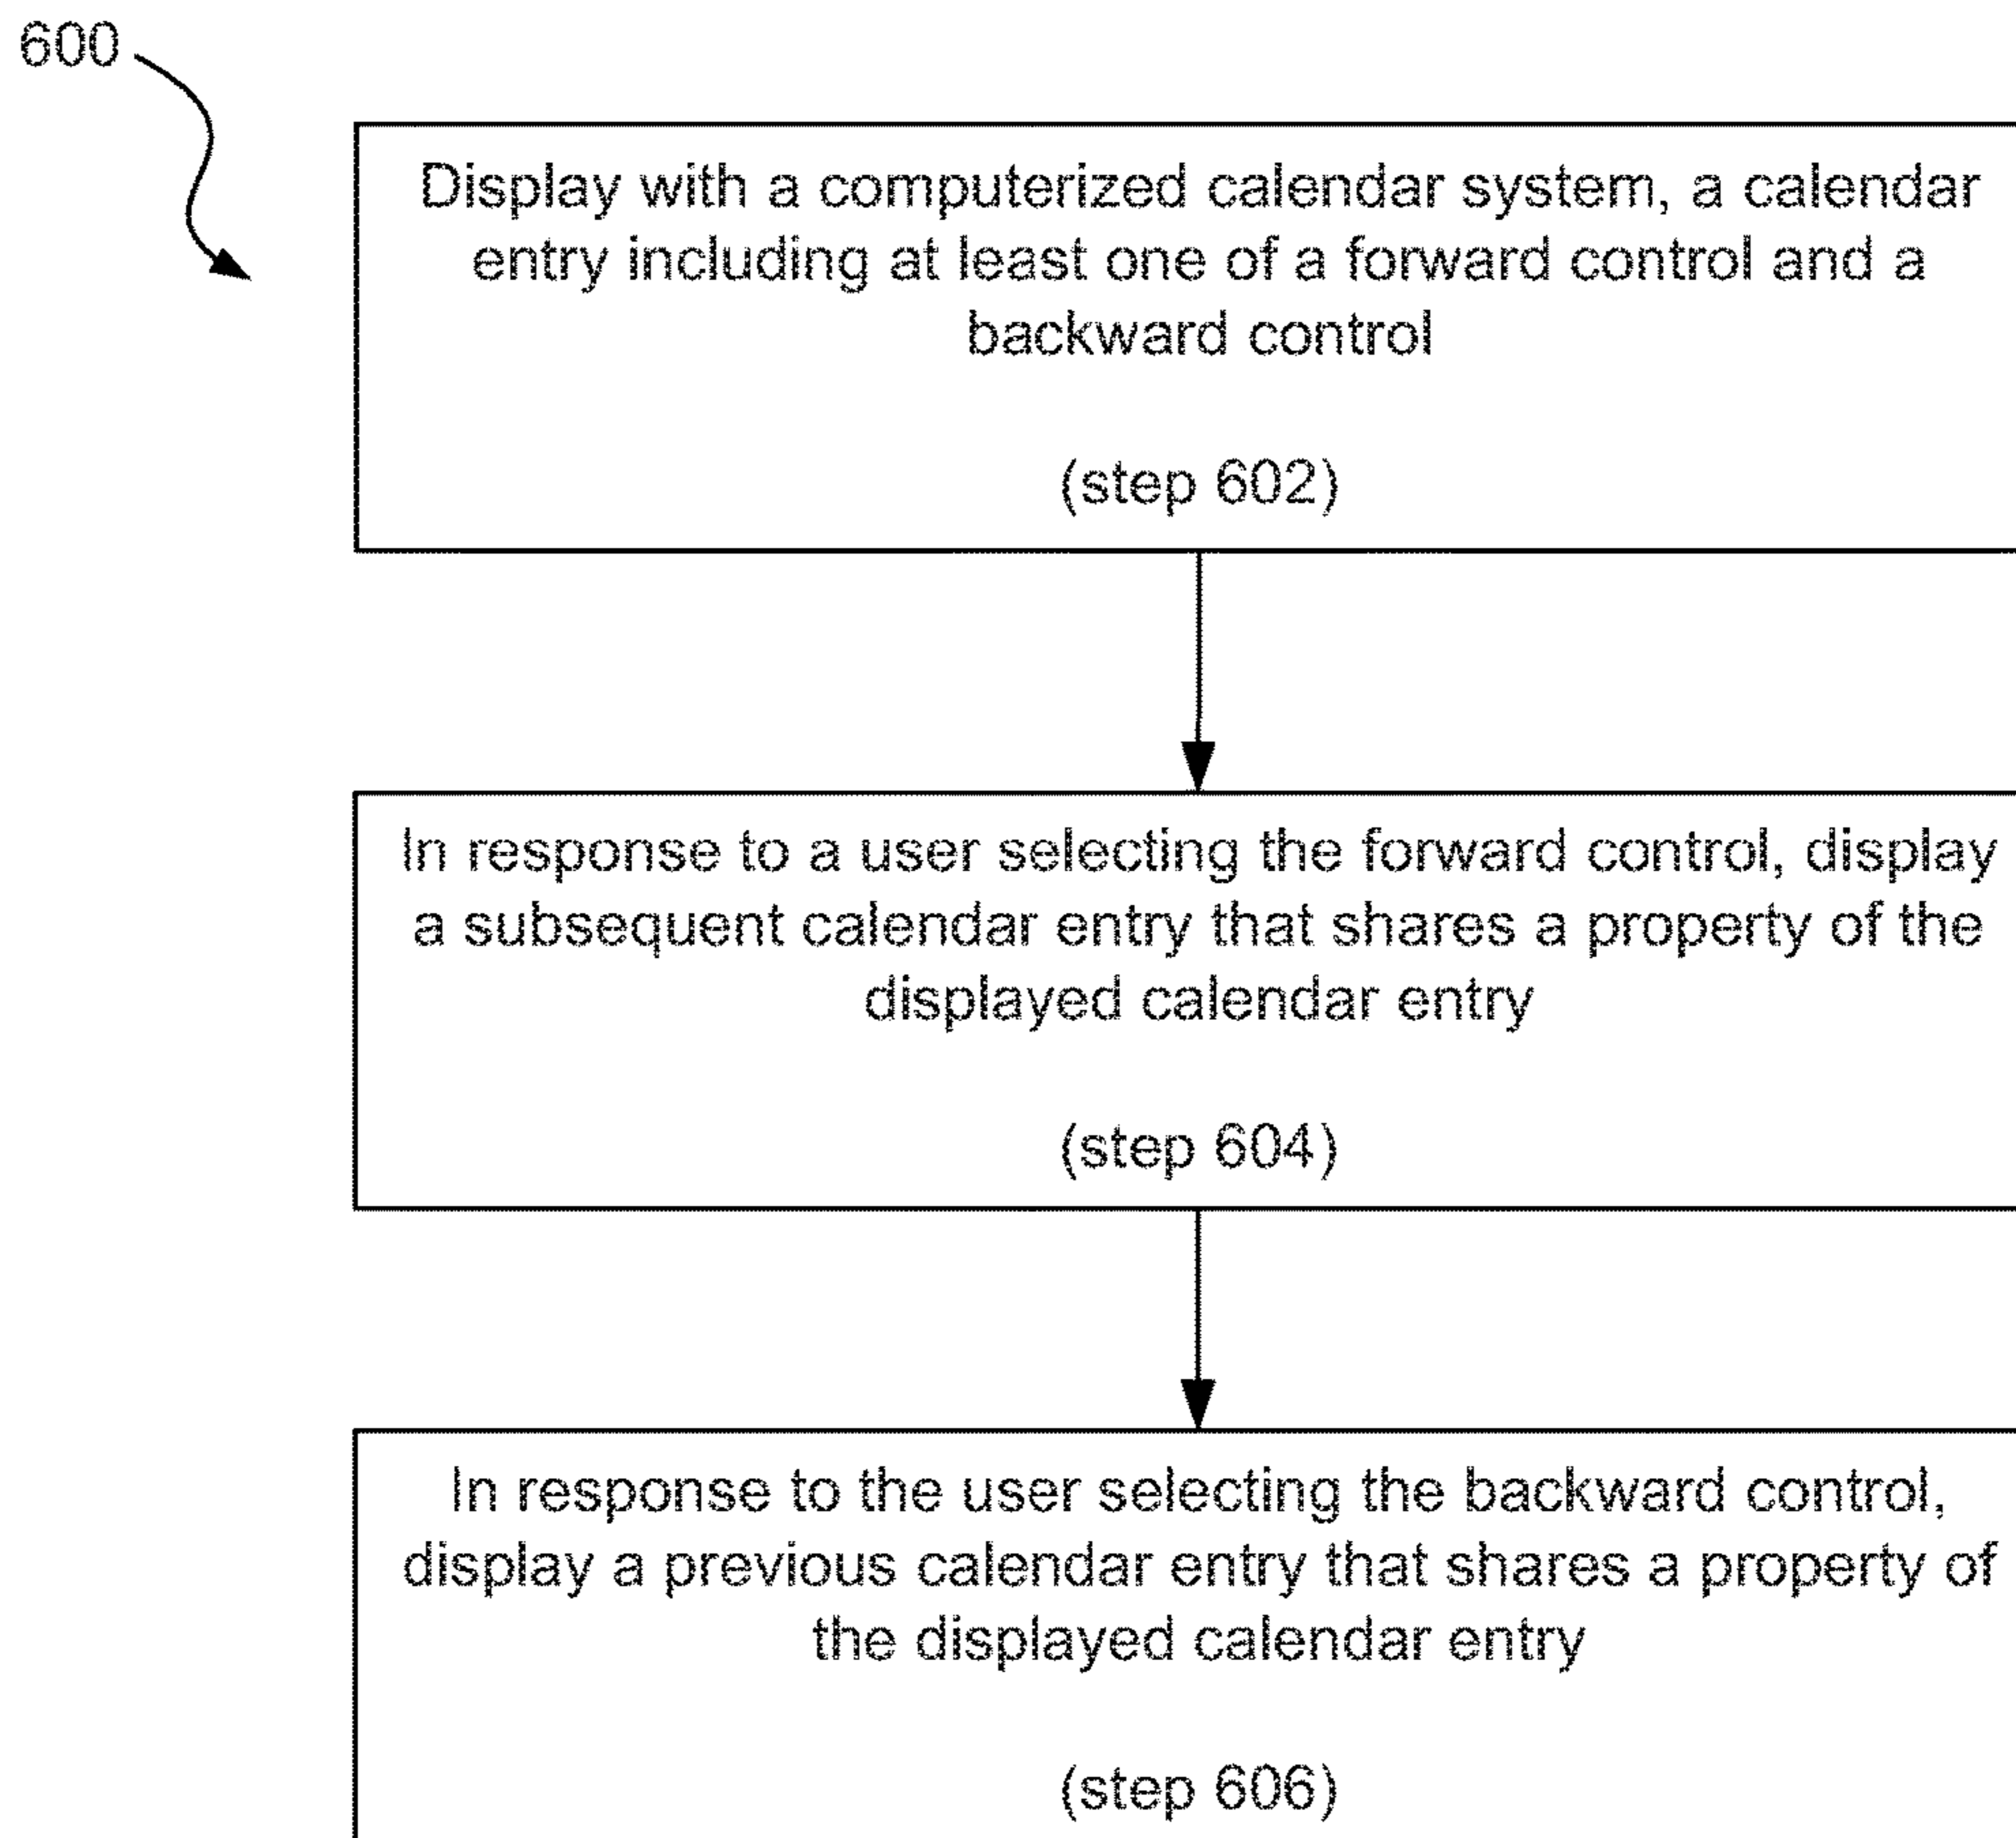 600
Display with a computerized calendar system, a calendar
entry including at least one of a forward control and a
backward control
(step 602)
In response to a user selecting the forward control, display
a subsequent calendar entry that shares a property of the
displayed calendar entry
(step 604)
In response to the user selecting the backward control,
display a previous calendar entry that shares a property of
the displayed calendar entry
(step 606)